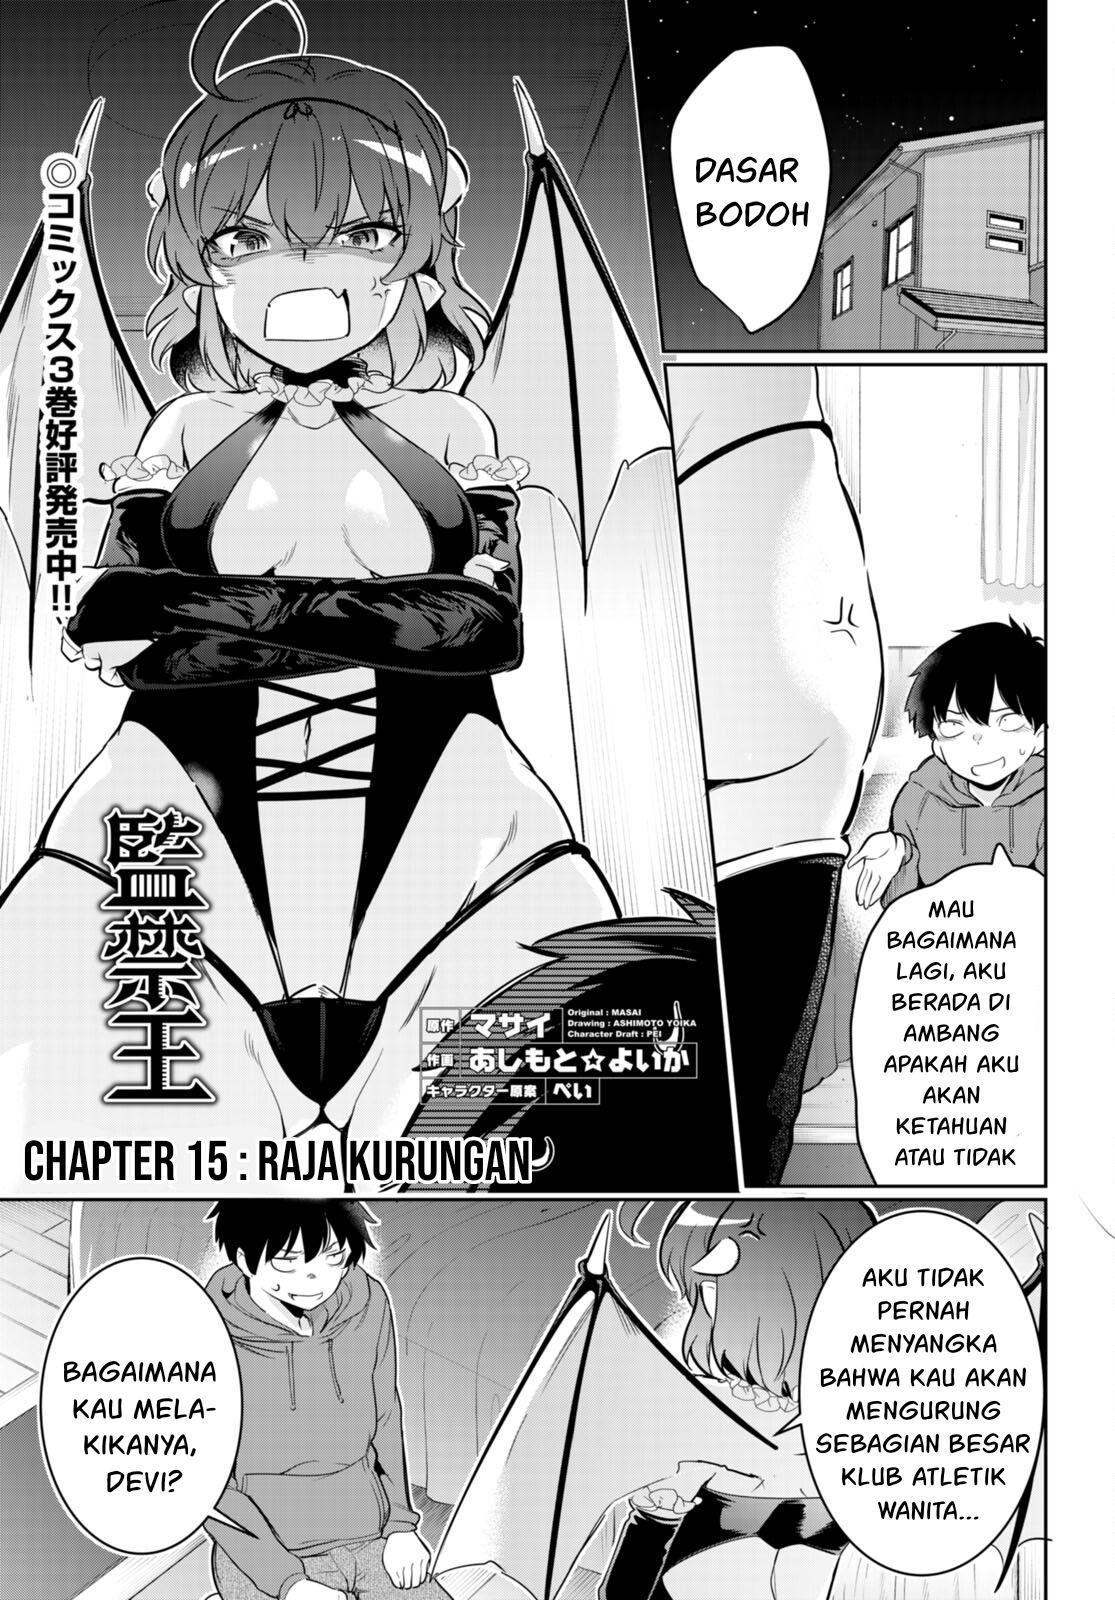 DASAR
BODOH
◎コミックス3巻好評発売中!!
MAU
BAGAIMANA
LAGI, AKU
BERADA DI
AMBANG
APAKAH AKU
AKAN
KETAHUAN
ATAU TIDAK
監禁王
原作 マサイ
Original : MASAI
Drawing : ASHIMOTO YOIKA
Character Draft : PEI
作画 あしもと☆よいか
キャラクター原案 ぺい
CHAPTER 15 : RAJA KURUNGAN
AKU TIDAK
PERNAH
MENYANGKA
BAHWA KAU AKAN
MENGURUNG
SEBAGIAN BESAR
KLUB ATLETIK
WANITA...
BAGAIMANA
KAU MELA-
KIKANYA,
DEVI?